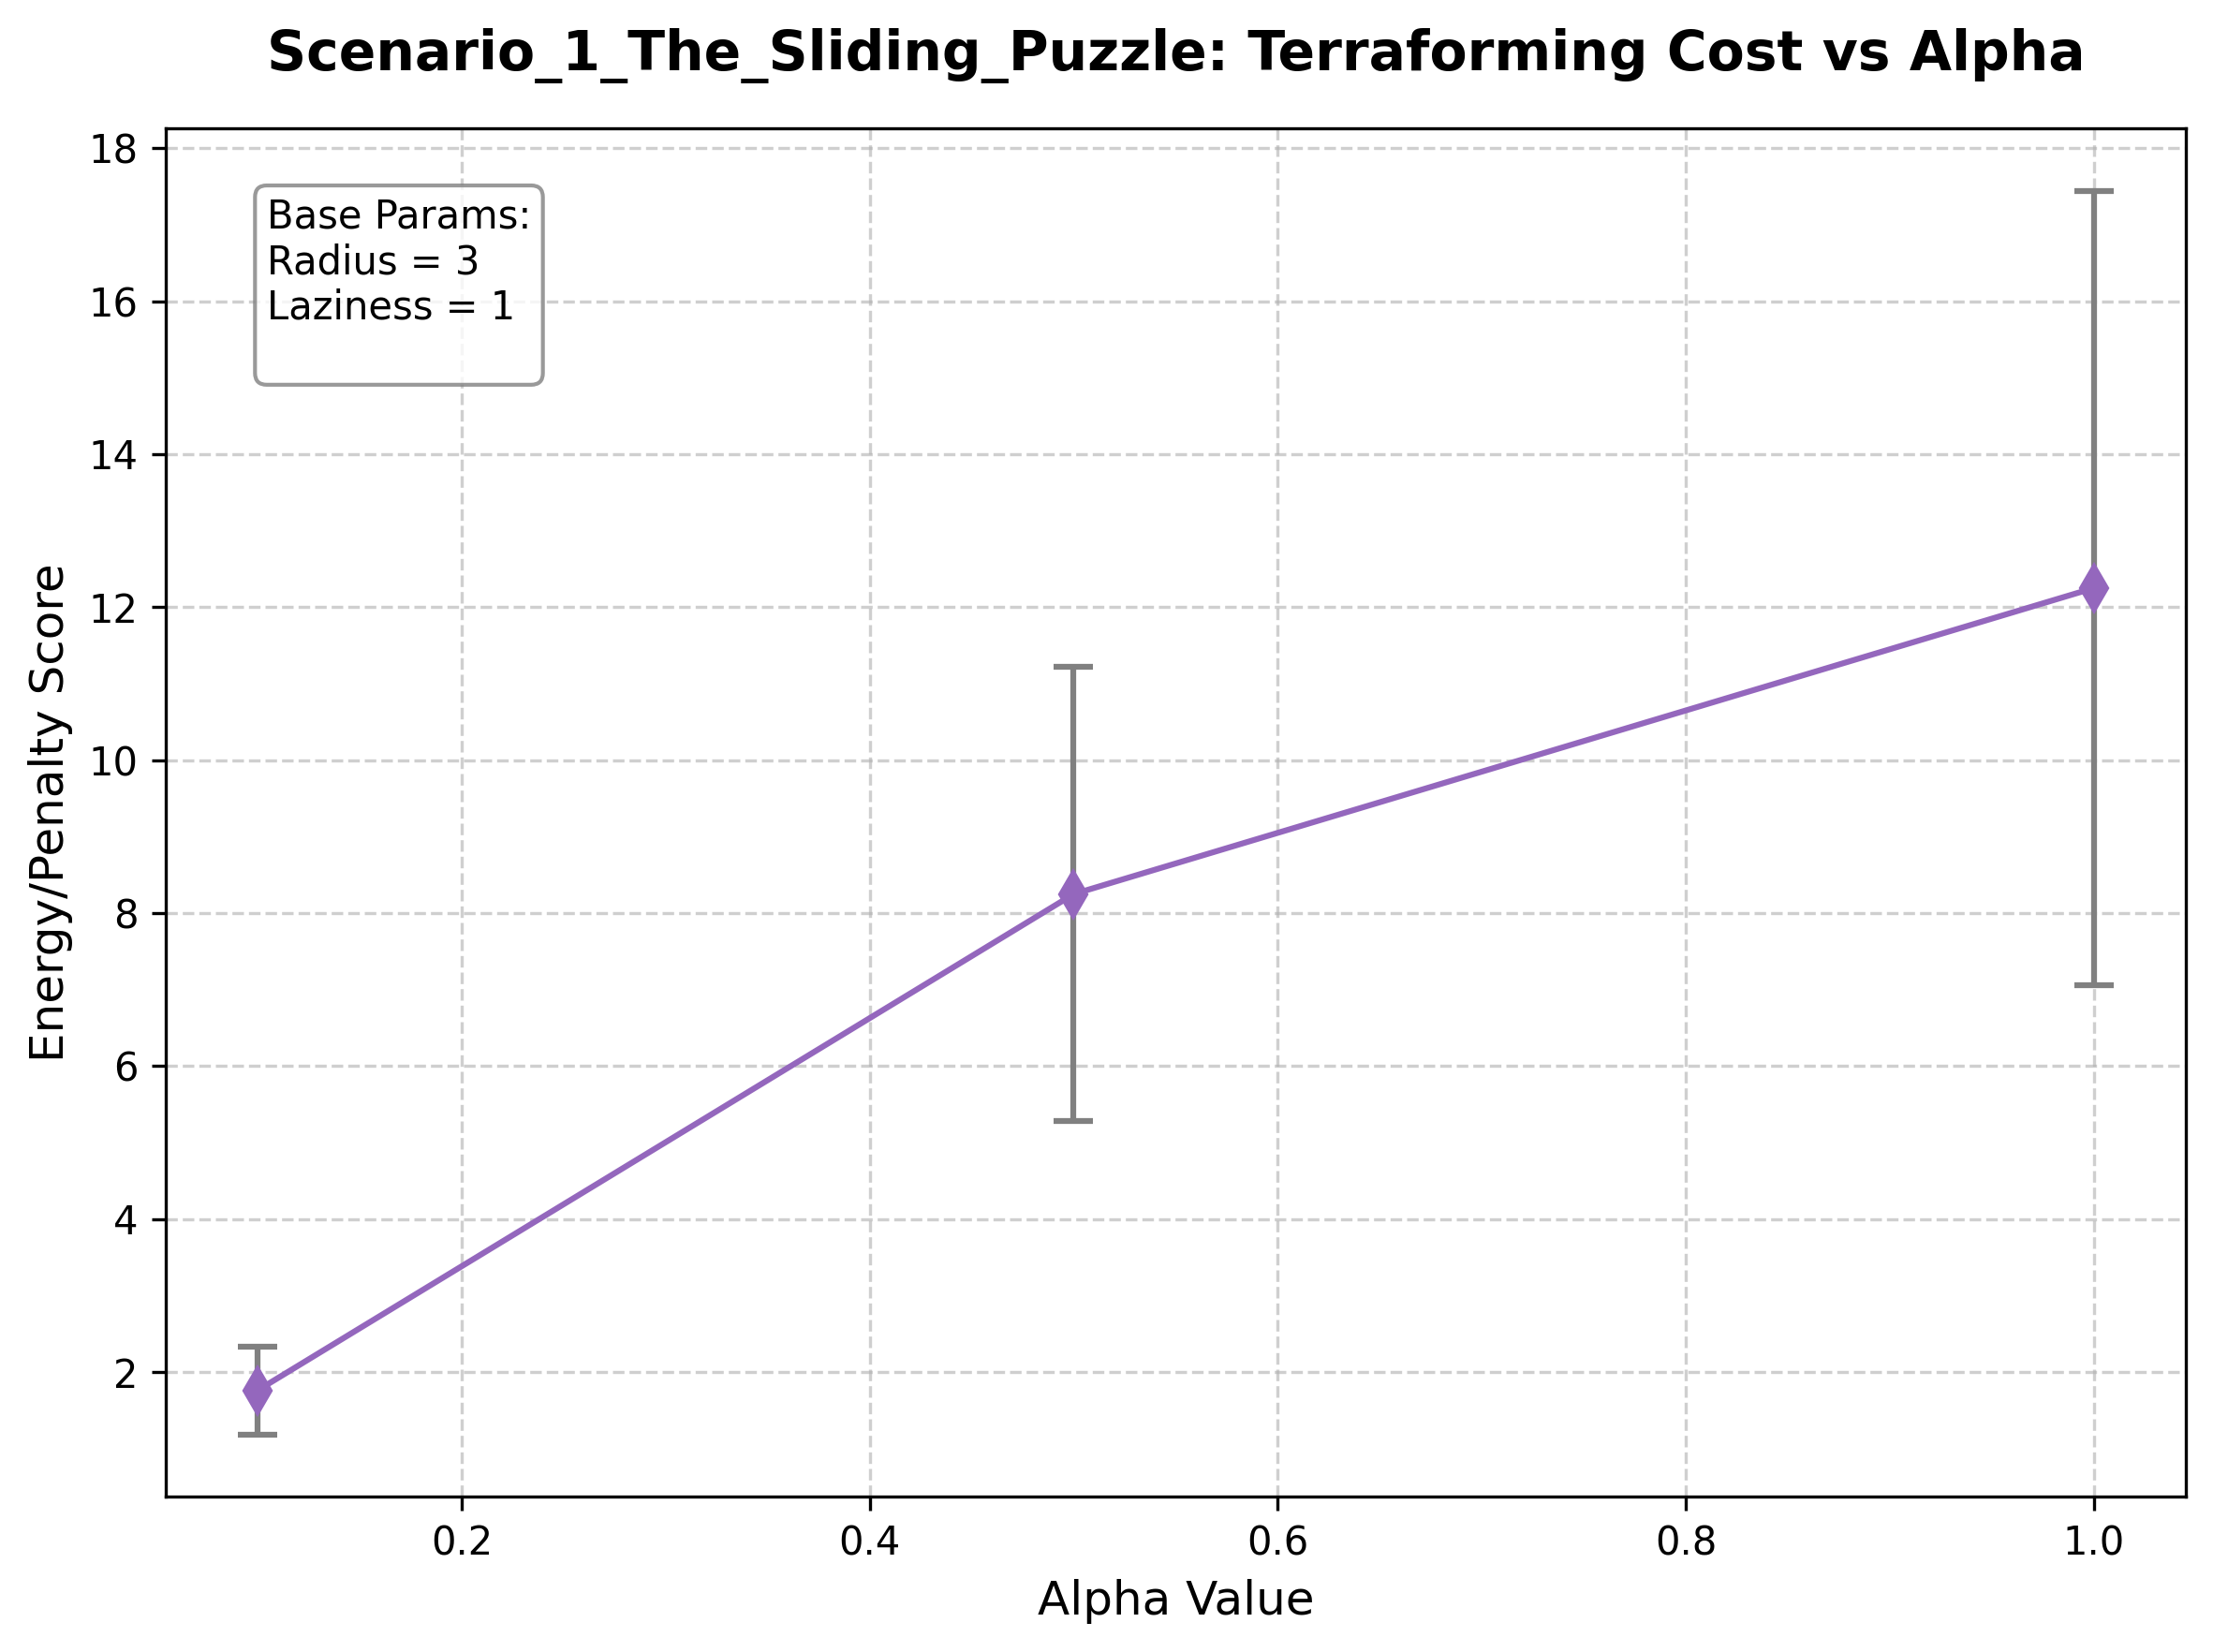 Scenario_1_The_Sliding_Puzzle: Terraforming Cost vs Alpha
18
16
14
12
10
8
6
4
2
Energy/Penalty Score
Base Params:
Radius = 3
Laziness = 1
0.2 0.4 0.6 0.8 1.0
Alpha Value